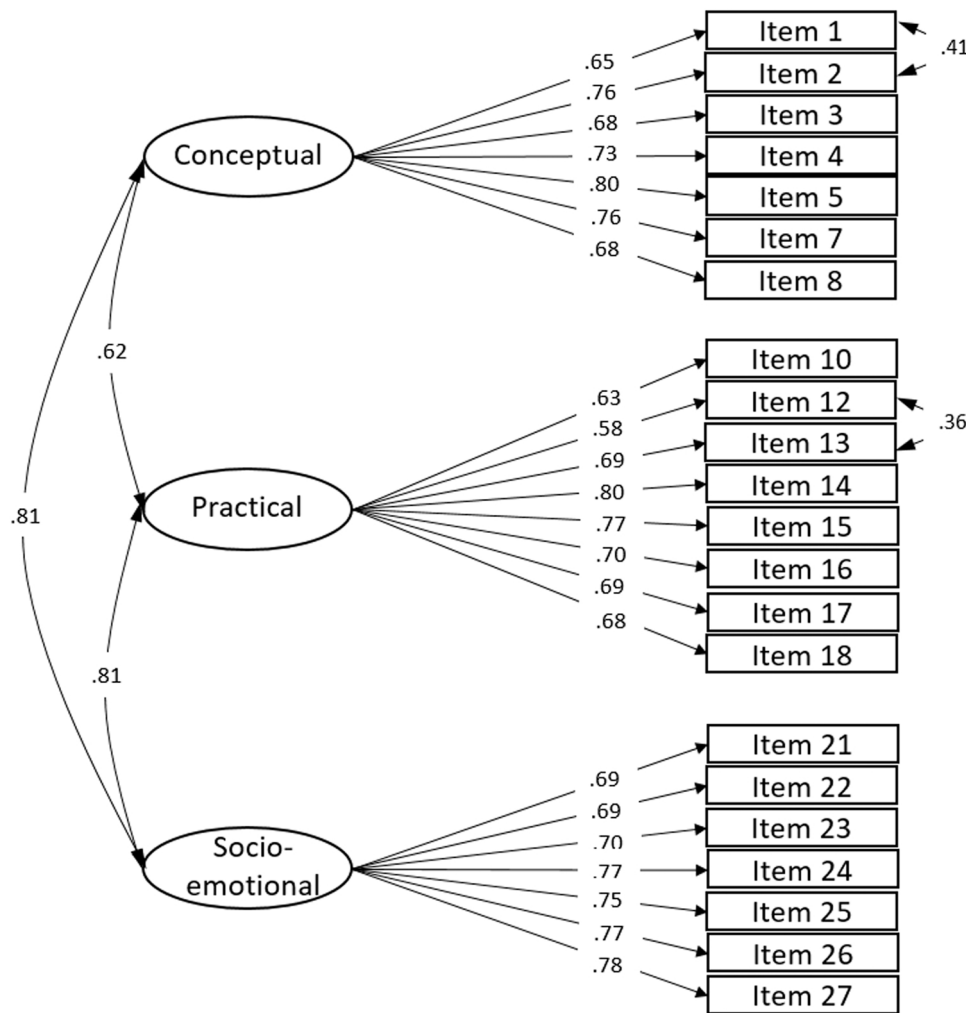 Item 1
.41
.65
Item 2
.76
Item 3
.68
Conceptual
.73
Item 4
.80
Item 5
.76
Item 7
.68
Item 8
.62
Item 10
.63
Item 12
.36
.58
Item 13
.69
Item 14
.80
Practical
.81
.77
Item 15
.70
Item 16
.69
Item 17
.68
Item 18
.81
Item 21
.69
Item 22
.69
Item 23
.70
Socio-
emotional
.77
Item 24
.75
Item 25
.77
Item 26
.78
Item 27